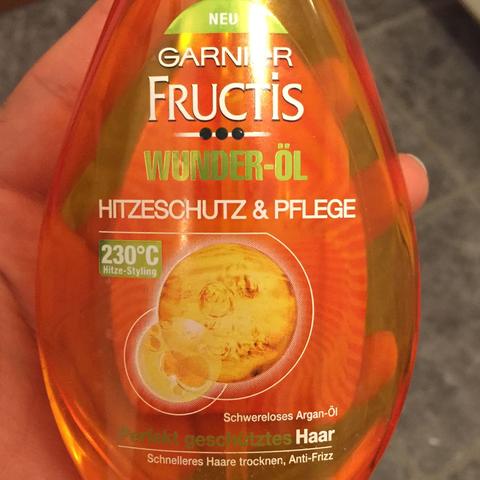 NEU
GARNIER
FRUCTIS
WUNDER-ÖL
HITZESCHUTZ & PFLEGE
230°C
Hitze-Styling
Schwereloses Argan-Öl
Perfekt geschütztes Haar
Schnelleres Haare trocknen, Anti-Frizz